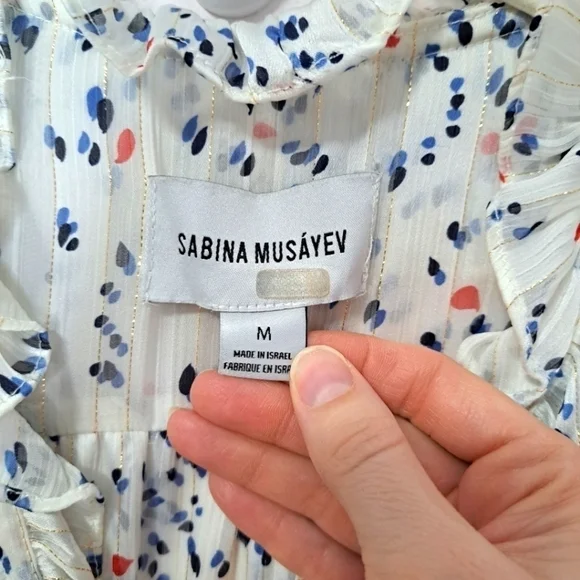 SABINA MUSÁYEV
M
MADE IN ISRAEL
FABRIQUE EN ISRA